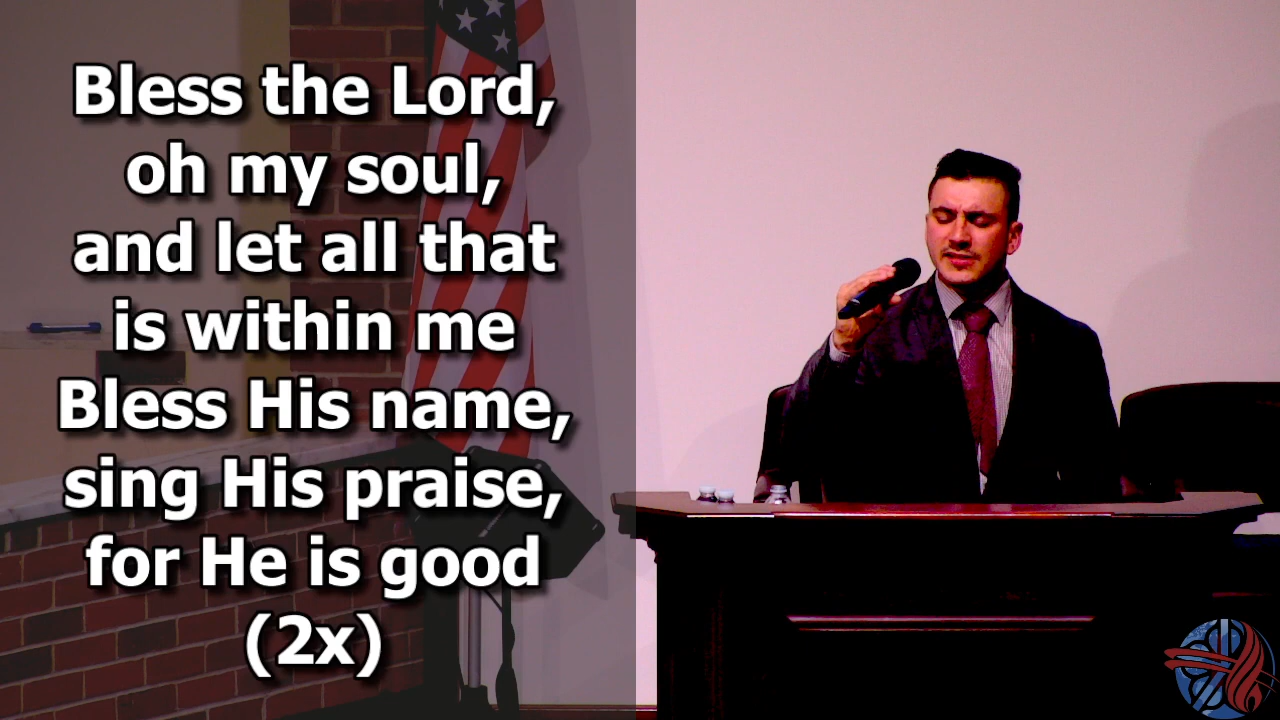 Bless the Lord,
oh my soul,
and let all that
is within me
Bless His name,
sing His praise,
for He is good
(2x)